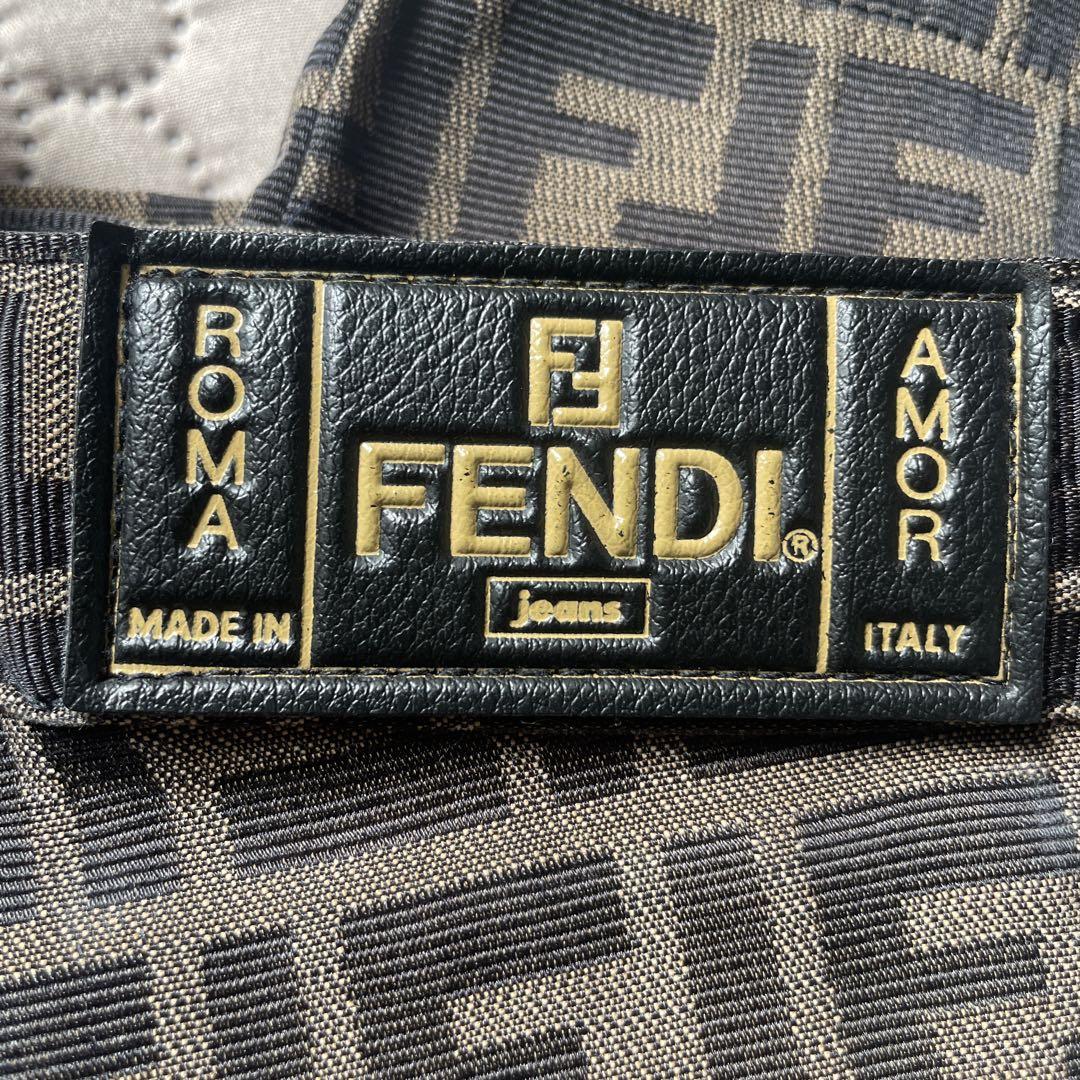 ROMA
MADE IN
FF
FENDI®
jeans
AMOR
ITALY